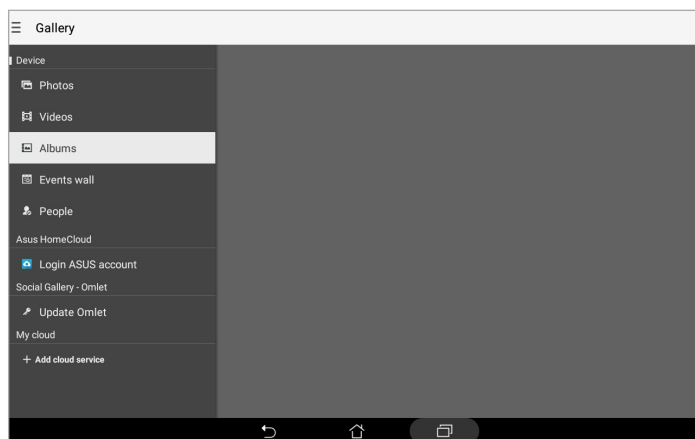 Gallery
Device
Photos
Videos
Albums
Events wall
People
Asus HomeCloud
Login ASUS account
Social Gallery - Omlet
Update Omlet
My cloud
+ Add cloud service